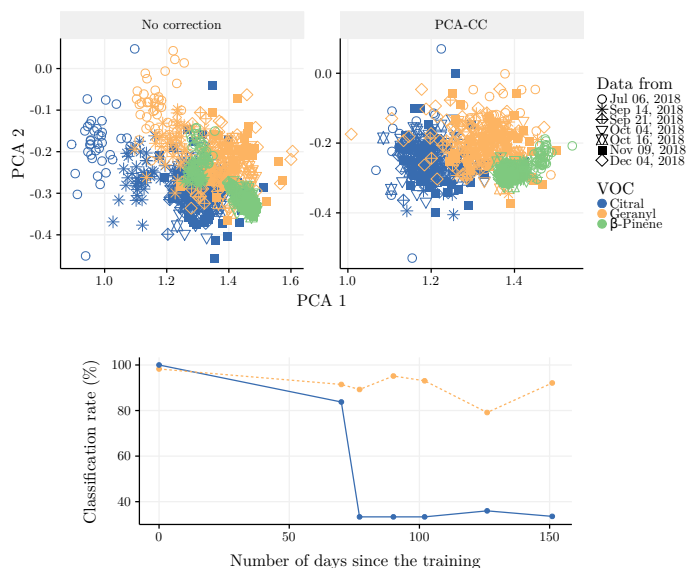 No correction
PCA-CC
0.0
-0.1
-0.2
-0.3
-0.4
PCA 2
1.0
1.2
1.4
1.6
0.0
-0.2
-0.4
1.0
1.2
1.4
PCA 1
Data from
Jul 06, 2018
Sep 14, 2018
Sep 21, 2018
Oct 04, 2018
Oct 16, 2018
Nov 09, 2018
Dec 04, 2018
VOC
Citral
Geranyl
β-Pinene
100
80
60
40
Classification rate (%)
0
50
100
150
Number of days since the training